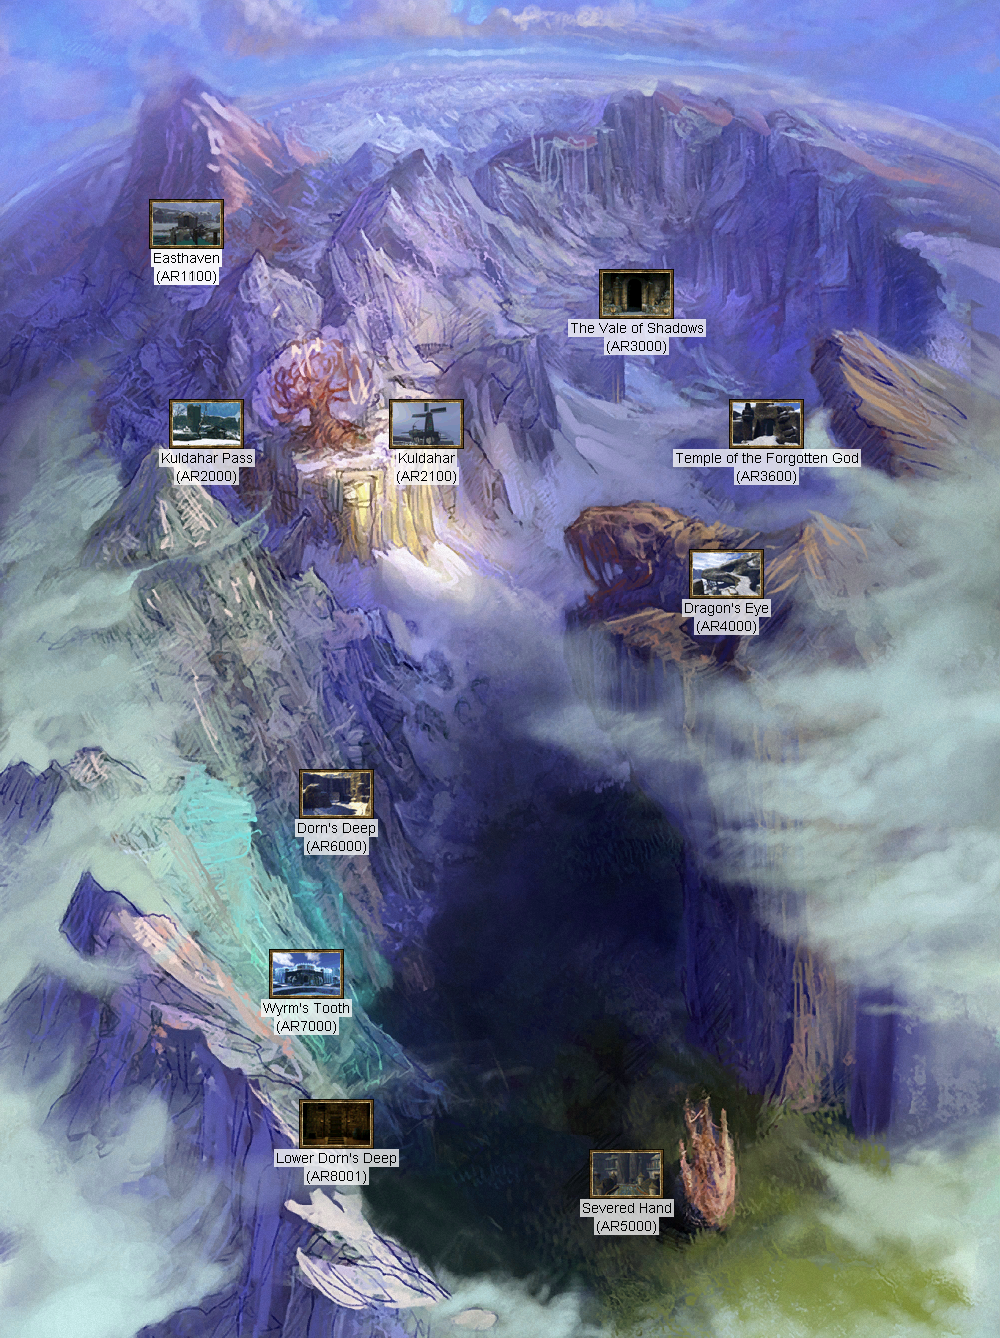 Easthaven
(AR1100)
The Vale of Shadows
(AR3000)
Kuldahar Pass
(AR2000)
Kuldahar
(AR2100)
Temple of the Forgotten God
(AR3600)
Dragon's Eye
(AR4000)
Dorn's Deep
(AR6000)
Wyrm's Tooth
(AR7000)
Lower Dorn's Deep
(AR8001)
Severed Hand
(AR5000)